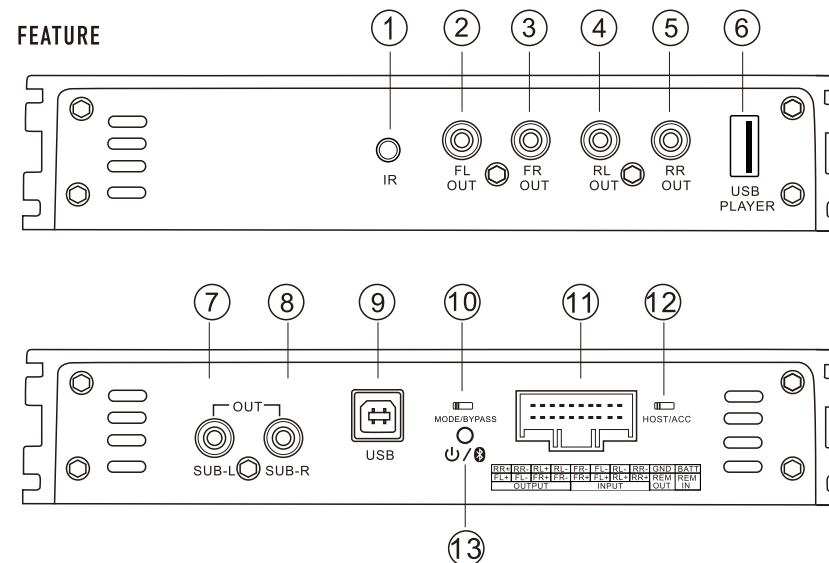 FEATURE
1 2 3 4 5 6
IR
FL OUT
FR OUT
RL OUT
RR OUT
USB PLAYER
7 8 9 10 11 12
OUT
SUB-L SUB-R
USB
MODE/BYPASS
HOST/ACC
RR+ RR- RL+ RL- FR- FL- RL- RR- GND BATT
FL+ FL- FR+ FR- FR+ FL+ RL+ RR+ REM OUT REM IN
OUTPUT INPUT
13